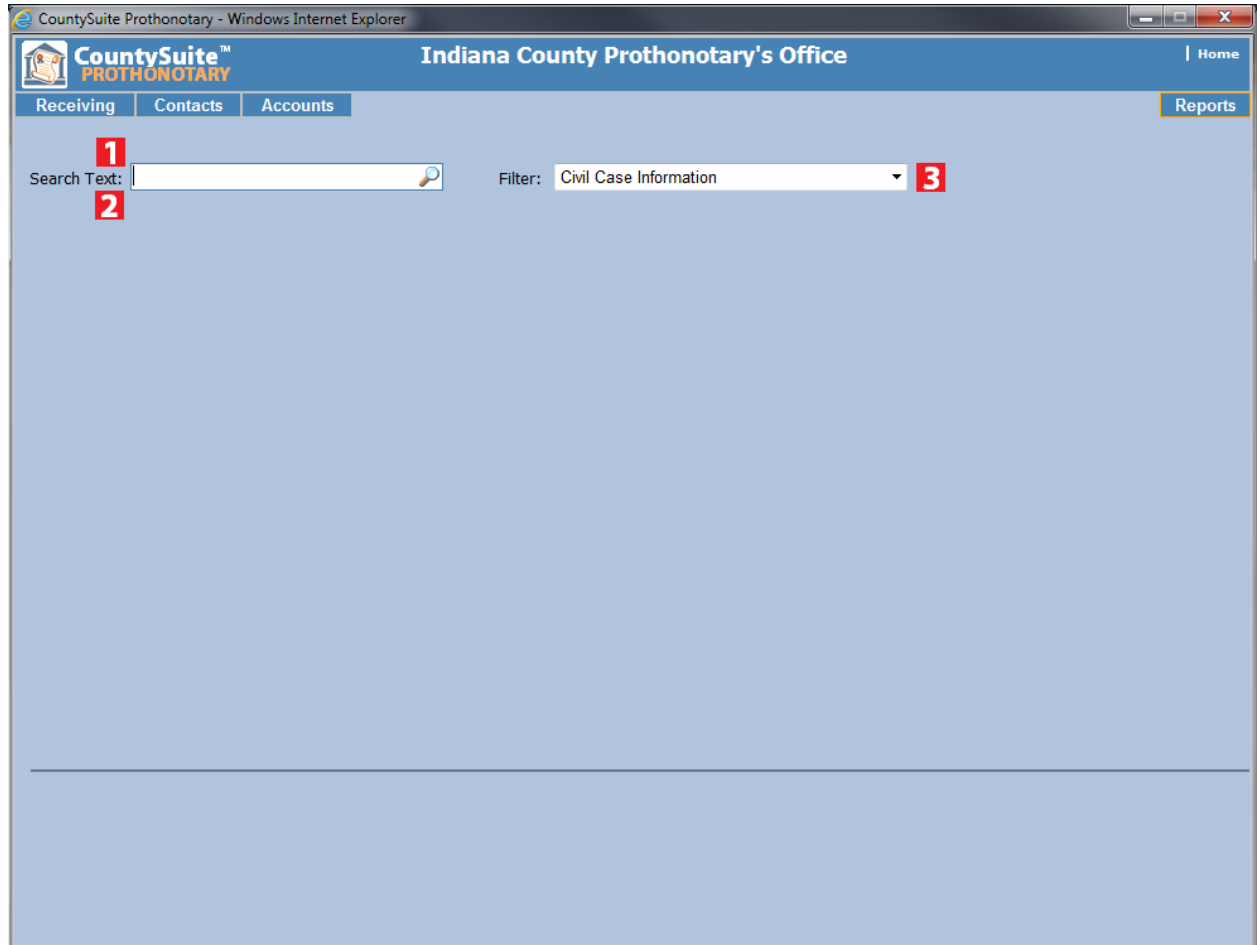 CountySuite Prothonotary - Windows Internet Explorer
CountySuite™
PROTHONOTARY
Indiana County Prothonotary's Office
| Home
Receiving Contacts Accounts Reports
1
Search Text: Filter: Civil Case Information 3
2